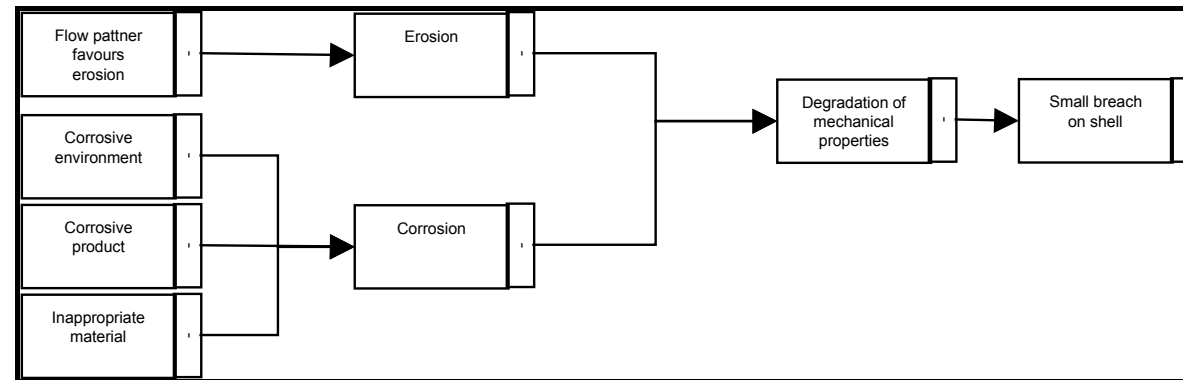 Flow pattner
favours
erosion
Erosion
Corrosive
environment
Degradation of
mechanical
properties
Small breach
on shell
Corrosive
product
Corrosion
Inappropriate
material